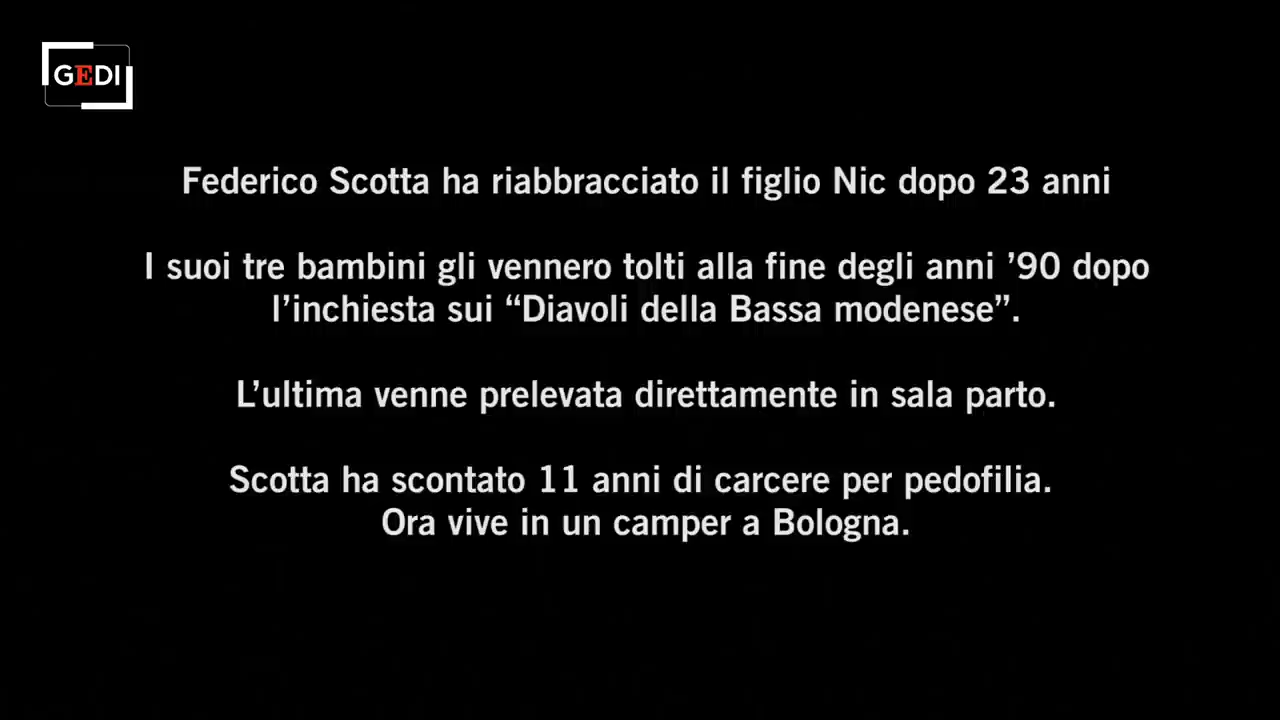 GEDI
Federico Scotta ha riabbracciato il figlio Nic dopo 23 anni
I suoi tre bambini gli vennero tolti alla fine degli anni ’90 dopo
l’inchiesta sui “Diavoli della Bassa modenese”.
L’ultima venne prelevata direttamente in sala parto.
Scotta ha scontato 11 anni di carcere per pedofilia.
Ora vive in un camper a Bologna.